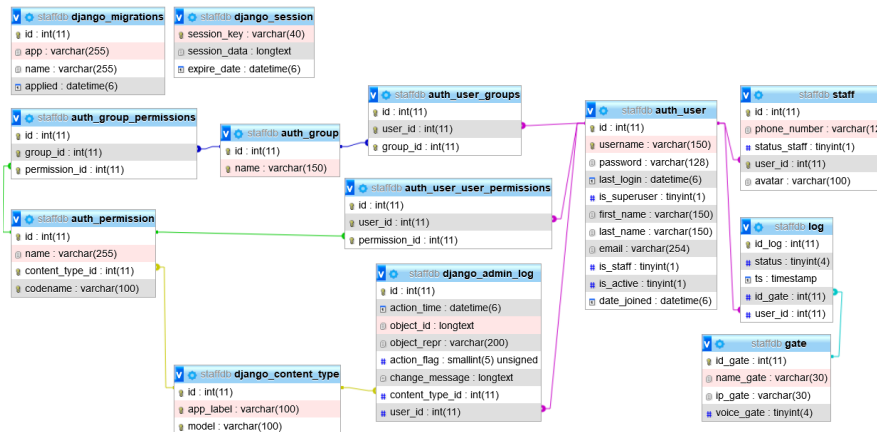 staffdb django_migrations
id : int(11)
app : varchar(255)
name : varchar(255)
applied : datetime(6)
staffdb django_session
session_key : varchar(40)
session_data : longtext
expire_date : datetime(6)
staffdb auth_group_permissions
id : int(11)
group_id : int(11)
permission_id : int(11)
staffdb auth_group
id : int(11)
name : varchar(150)
staffdb auth_user_groups
id : int(11)
user_id : int(11)
group_id : int(11)
staffdb auth_user
id : int(11)
username : varchar(150)
password : varchar(128)
last_login : datetime(6)
is_superuser : tinyint(1)
first_name : varchar(150)
last_name : varchar(150)
email : varchar(254)
is_staff : tinyint(1)
is_active : tinyint(1)
date_joined : datetime(6)
staffdb staff
id : int(11)
phone_number : varchar(12
status_staff : tinyint(1)
user_id : int(11)
avatar : varchar(100)
staffdb auth_user_user_permissions
id : int(11)
user_id : int(11)
permission_id : int(11)
staffdb auth_permission
id : int(11)
name : varchar(255)
content_type_id : int(11)
codename : varchar(100)
staffdb log
id_log : int(11)
status : tinyint(4)
ts : timestamp
id_gate : int(11)
user_id : int(11)
staffdb django_admin_log
id : int(11)
action_time : datetime(6)
object_id : longtext
object_repr : varchar(200)
action_flag : smallint(5) unsigned
change_message : longtext
content_type_id : int(11)
user_id : int(11)
staffdb gate
id_gate : int(11)
name_gate : varchar(30)
ip_gate : varchar(30)
voice_gate : tinyint(4)
staffdb django_content_type
id : int(11)
app_label : varchar(100)
model : varchar(100)